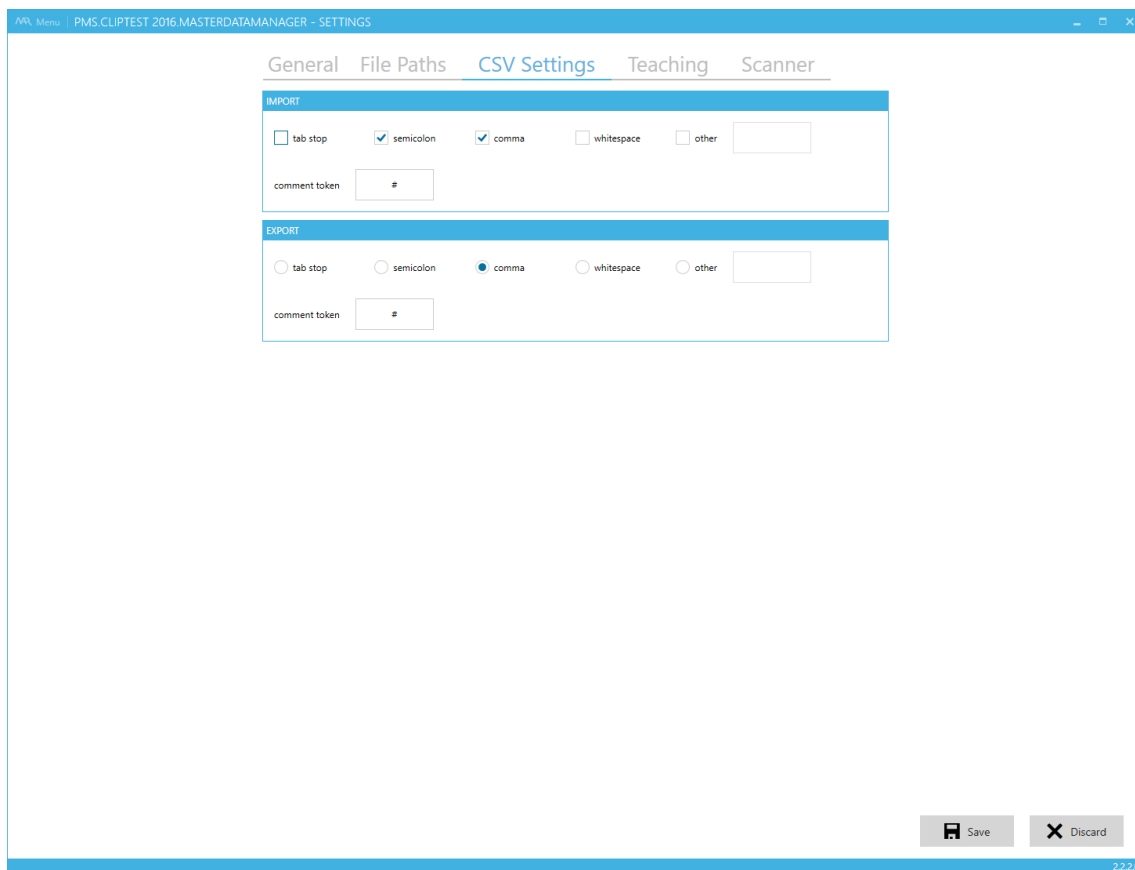 Menu | PMS.CLIPTEST 2016.MASTERDATAMANAGER - SETTINGS
General File Paths CSV Settings Teaching Scanner
IMPORT
tab stop semicolon comma whitespace other
comment token #
EXPORT
tab stop semicolon comma whitespace other
comment token #
Save Discard